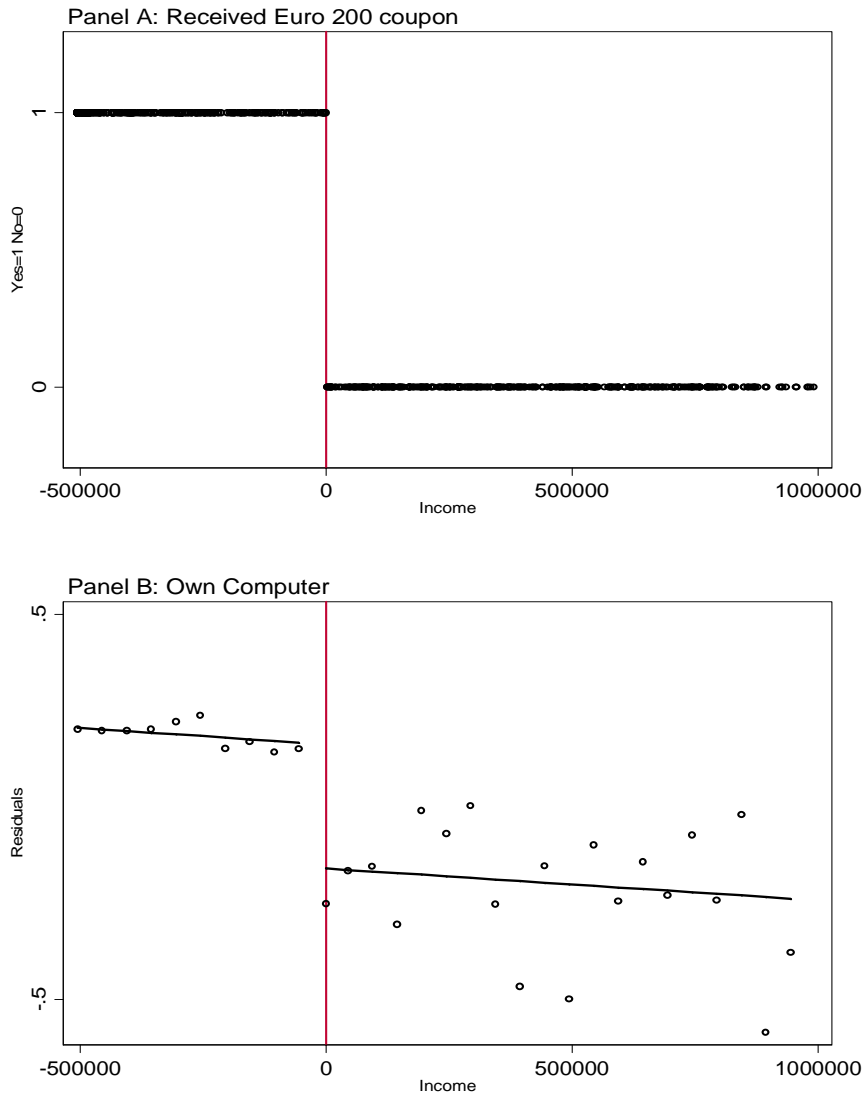 Panel A: Received Euro 200 coupon
1
Yes=1 No=0
0
-500000 0 500000 1000000
Income
Panel B: Own Computer
.5
Residuals
-.5
-500000 0 500000 1000000
Income